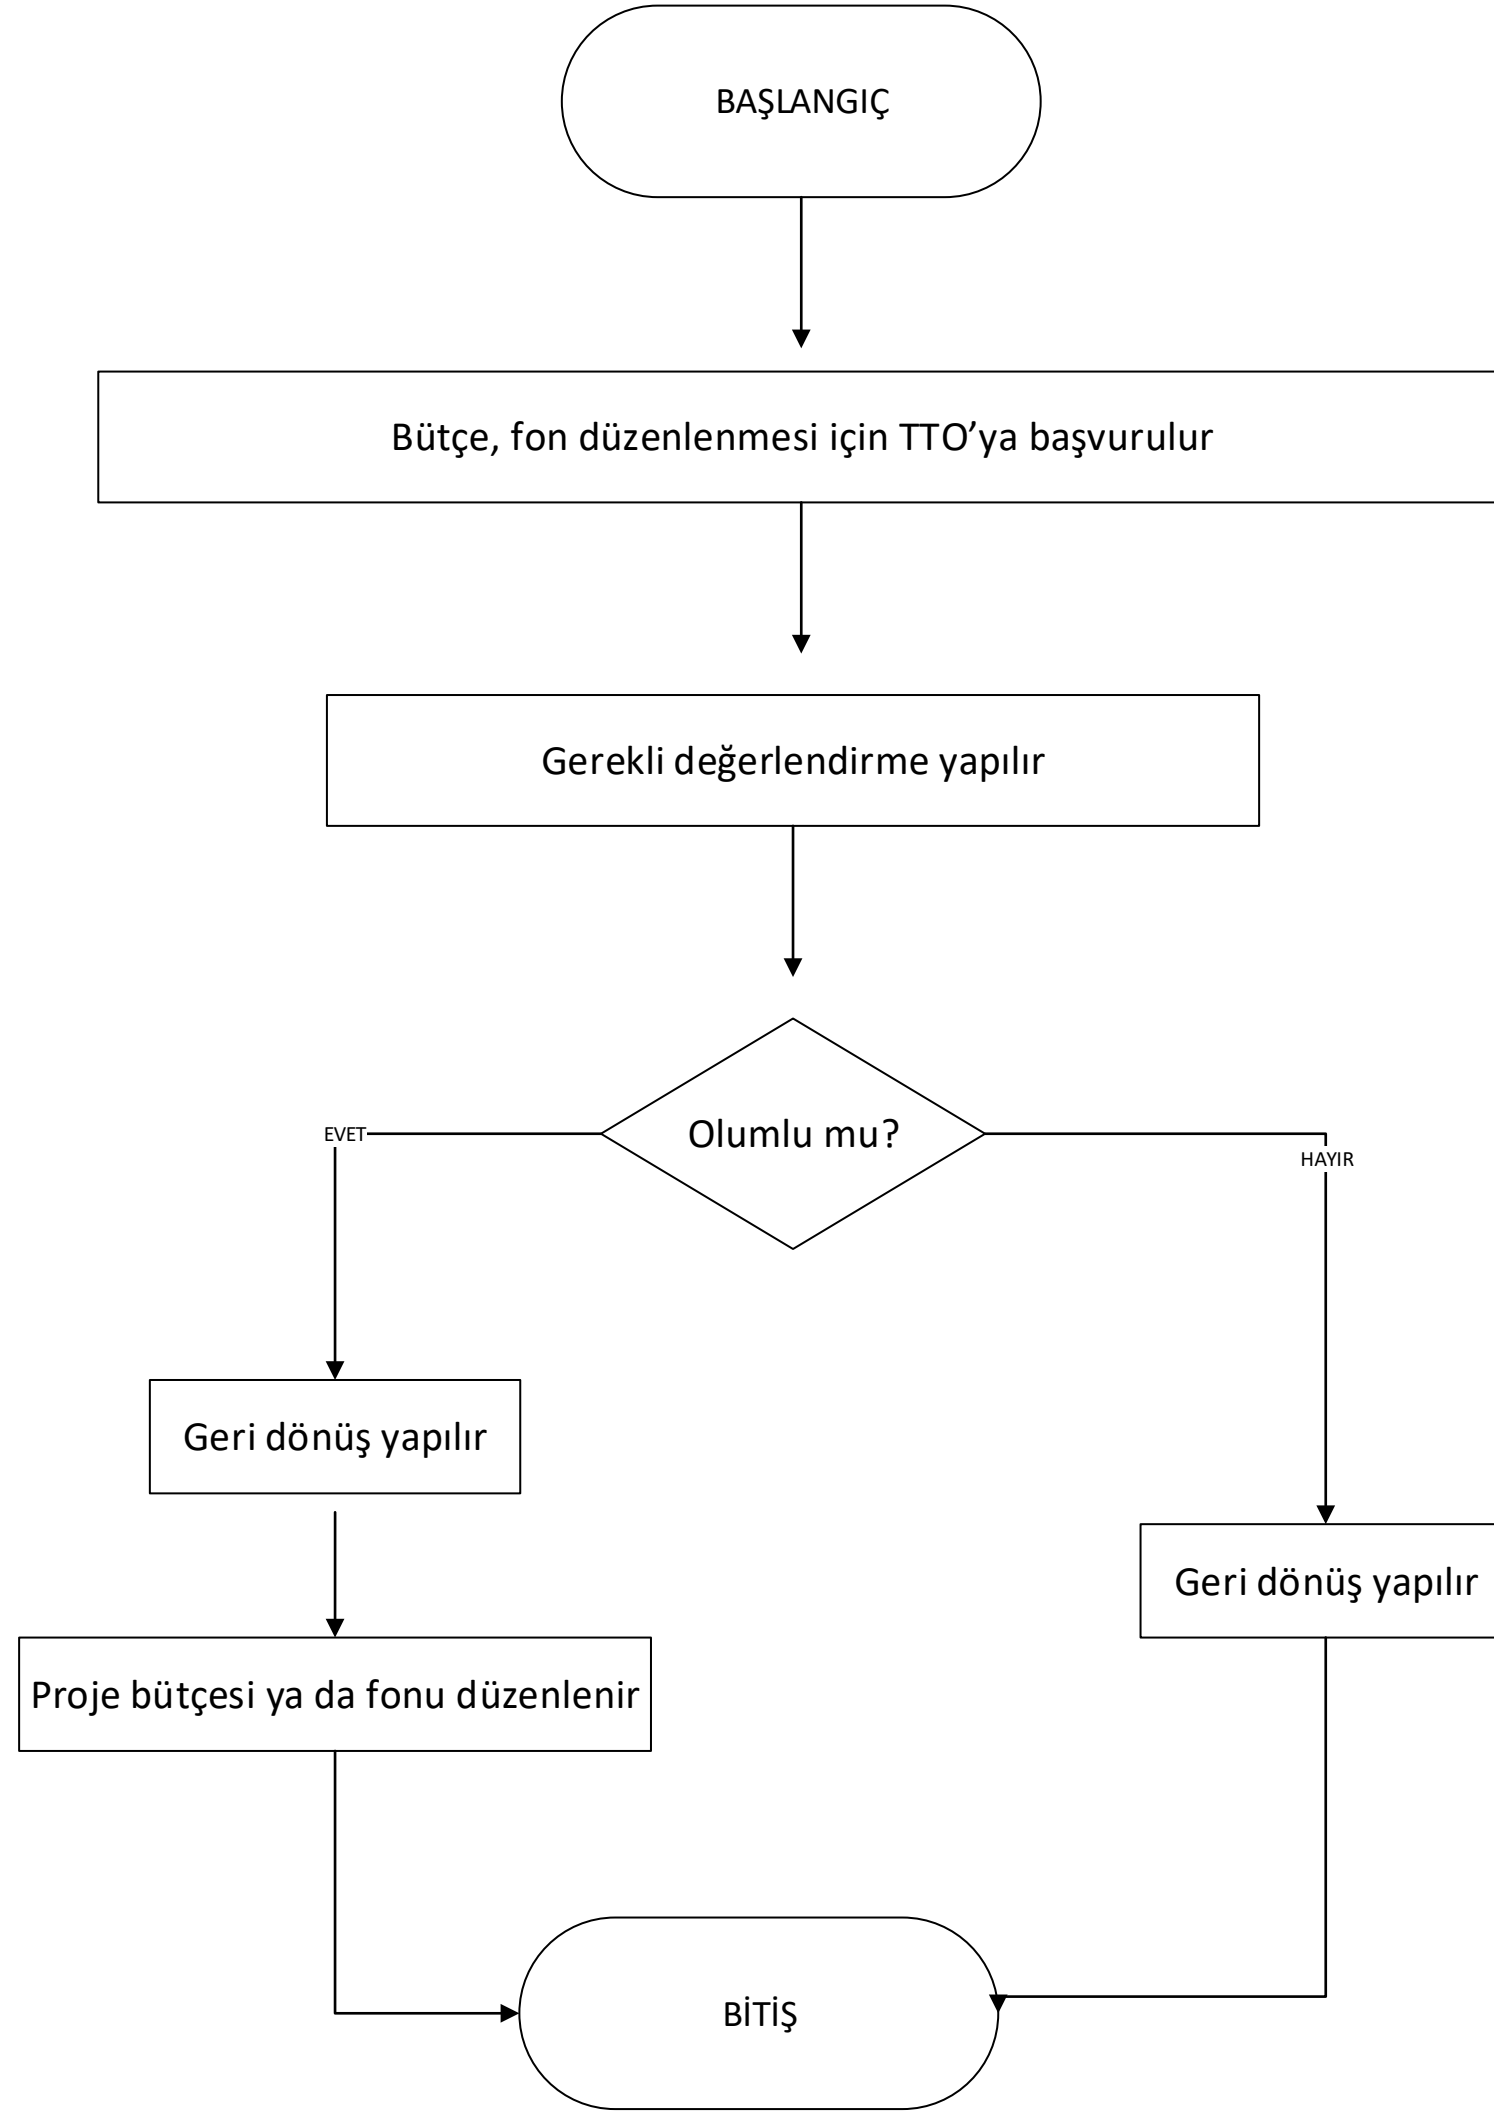 BAŞLANGIÇ
Bütçe, fon düzenlenmesi için TTO’ya başvurulur
Gerekli değerlendirme yapılır
Olumlu mu?
EVET
HAYIR
Geri dönüş yapılır
Geri dönüş yapılır
Proje bütçesi ya da fonu düzenlenir
BİTİŞ